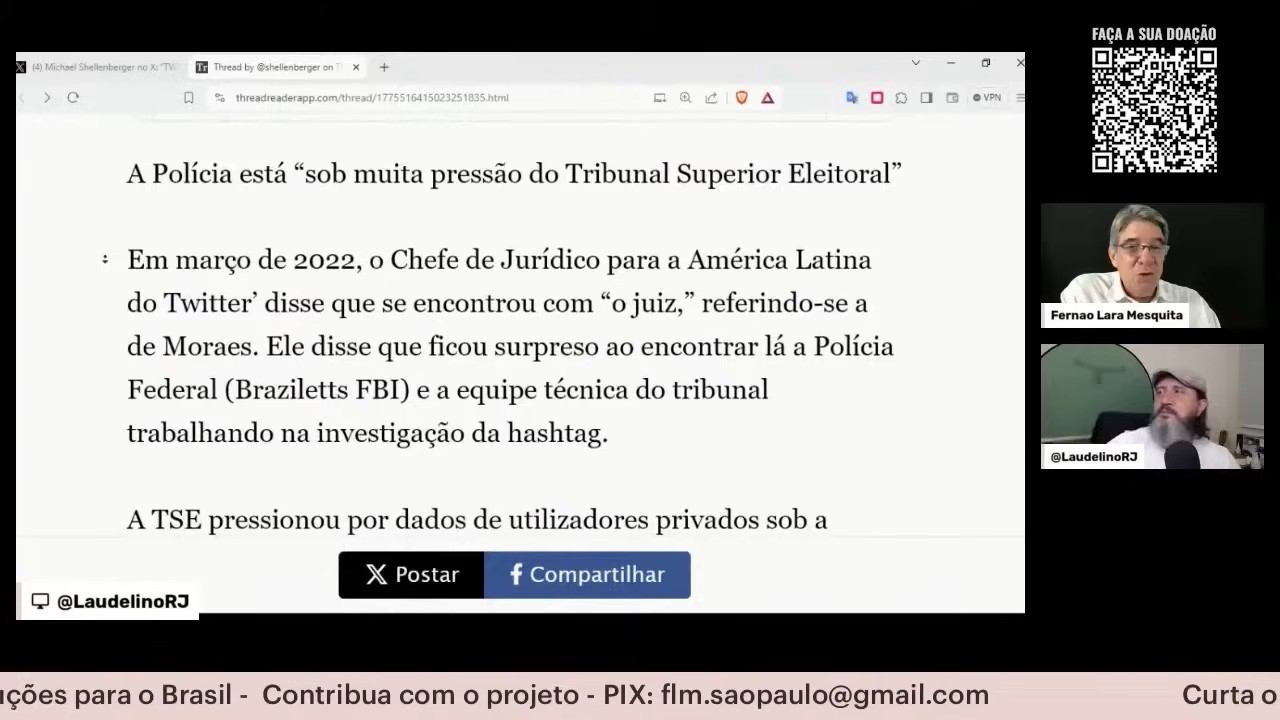 FAÇA A SUA DOAÇÃO
(4) Michael Shellenberger no X: "TW
Thread by @shellenberger on T
threadreaderapp.com/thread/1775516415023251835.html
VPN
A Polícia está “sob muita pressão do Tribunal Superior Eleitoral”
Em março de 2022, o Chefe de Jurídico para a América Latina
do Twitter’ disse que se encontrou com “o juiz,” referindo-se a
de Moraes. Ele disse que ficou surpreso ao encontrar lá a Polícia
Federal (Braziletts FBI) e a equipe técnica do tribunal
trabalhando na investigação da hashtag.
A TSE pressionou por dados de utilizadores privados sob a
X Postar
f Compartilhar
@LaudelinoRJ
Fernao Lara Mesquita
@LaudelinoRJ
uções para o Brasil - Contribua com o projeto - PIX: flm.saopaulo@gmail.com
Curta o